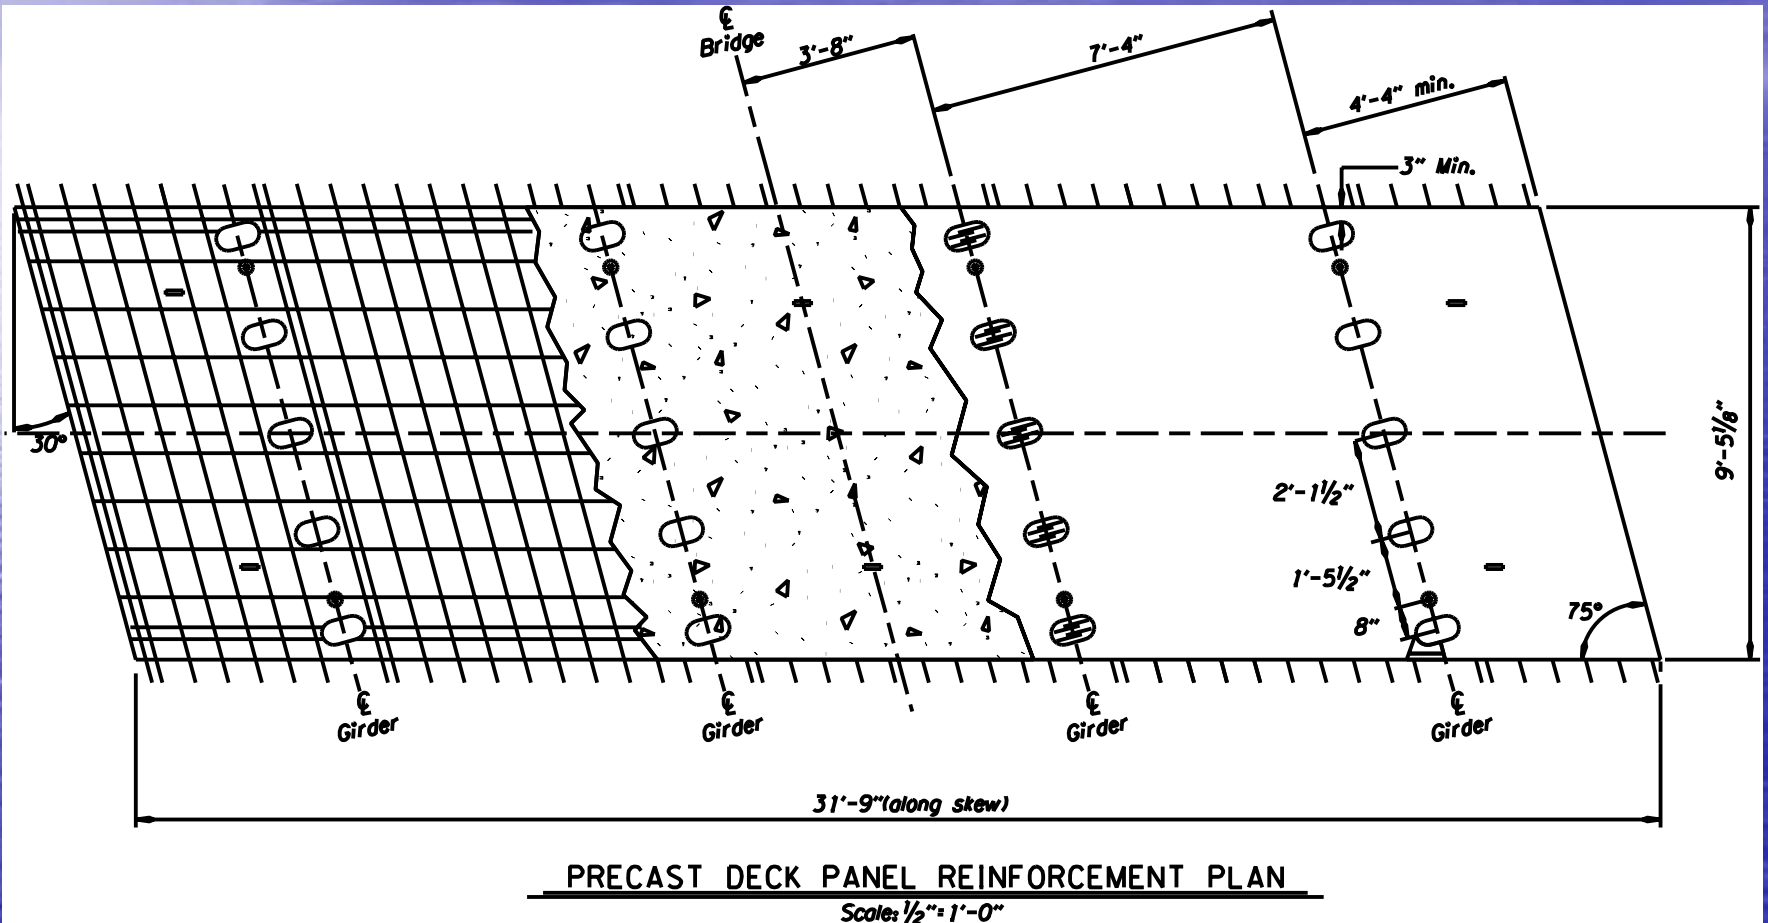 ℄
Bridge
3'-8"
7'-4"
4'-4" min.
3" Min.
30°
9'-5⅛"
2'-1½"
1'-5½"
8"
75°
℄
Girder
℄
Girder
℄
Girder
℄
Girder
31'-9"(along skew)
PRECAST DECK PANEL REINFORCEMENT PLAN
Scale: ½"= 1'-0"